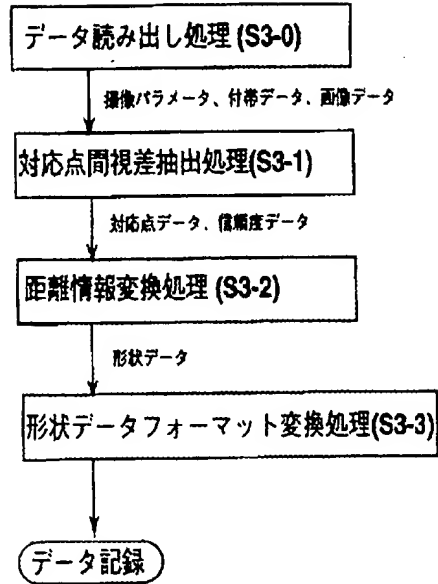 データ読み出し処理 (S3-0)
撮像パラメータ、付帯データ、画像データ
対応点間視差抽出処理(S3-1)
対応点データ、信頼度データ
距離情報変換処理 (S3-2)
形状データ
形状データフォーマット変換処理(S3-3)
データ記録